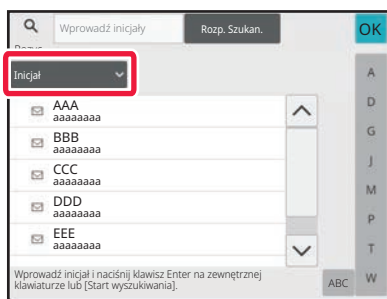 Wprowadź inicjały
Rozp. Szukan.
OK
Inicjał
A
D
G
J
M
P
T
W
AAA
aaaaaaaa
BBB
aaaaaaaa
CCC
aaaaaaaa
DDD
aaaaaaaa
EEE
aaaaaaaa
Wprowadź inicjał i naciśnij klawisz Enter na zewnętrznej
klawiaturze lub [Start wyszukiwania].
ABC